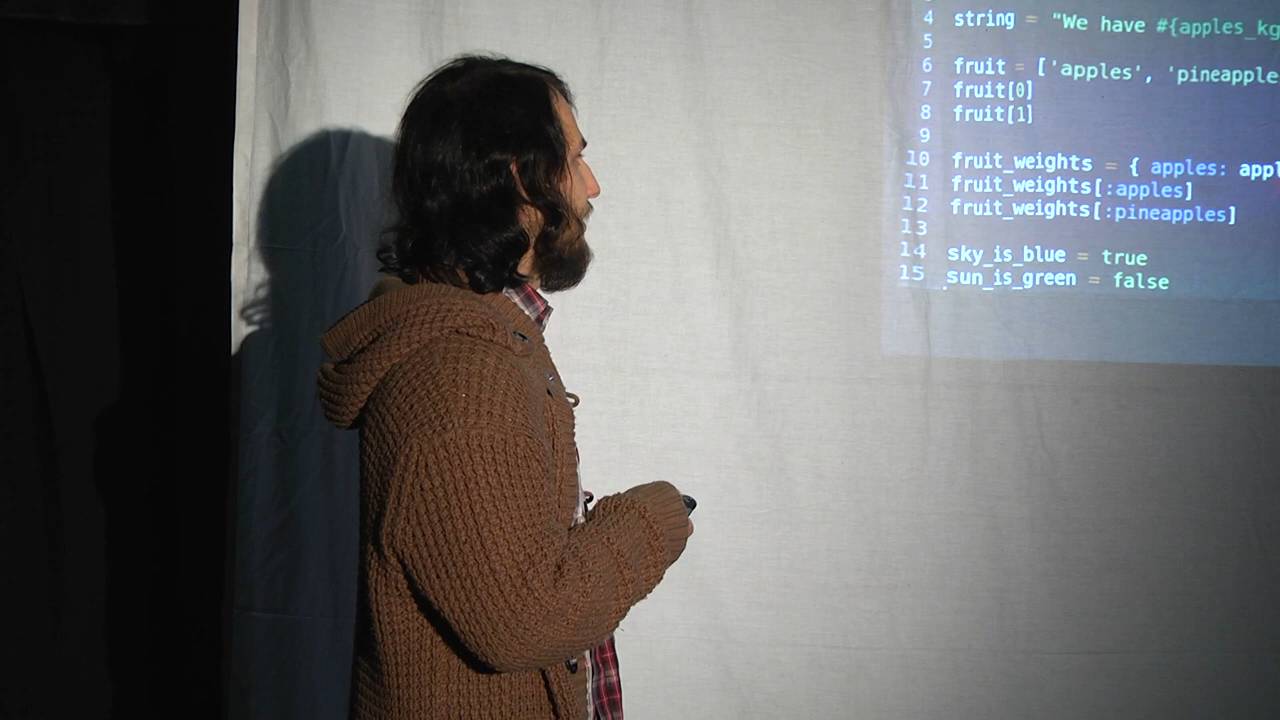 4 string = "We have #{apples_kg
5
6 fruit = ['apples', 'pineapple
7 fruit[0]
8 fruit[1]
9
10 fruit_weights = { apples: appl
11 fruit_weights[:apples]
12 fruit_weights[:pineapples]
13
14 sky_is_blue = true
15 sun_is_green = false